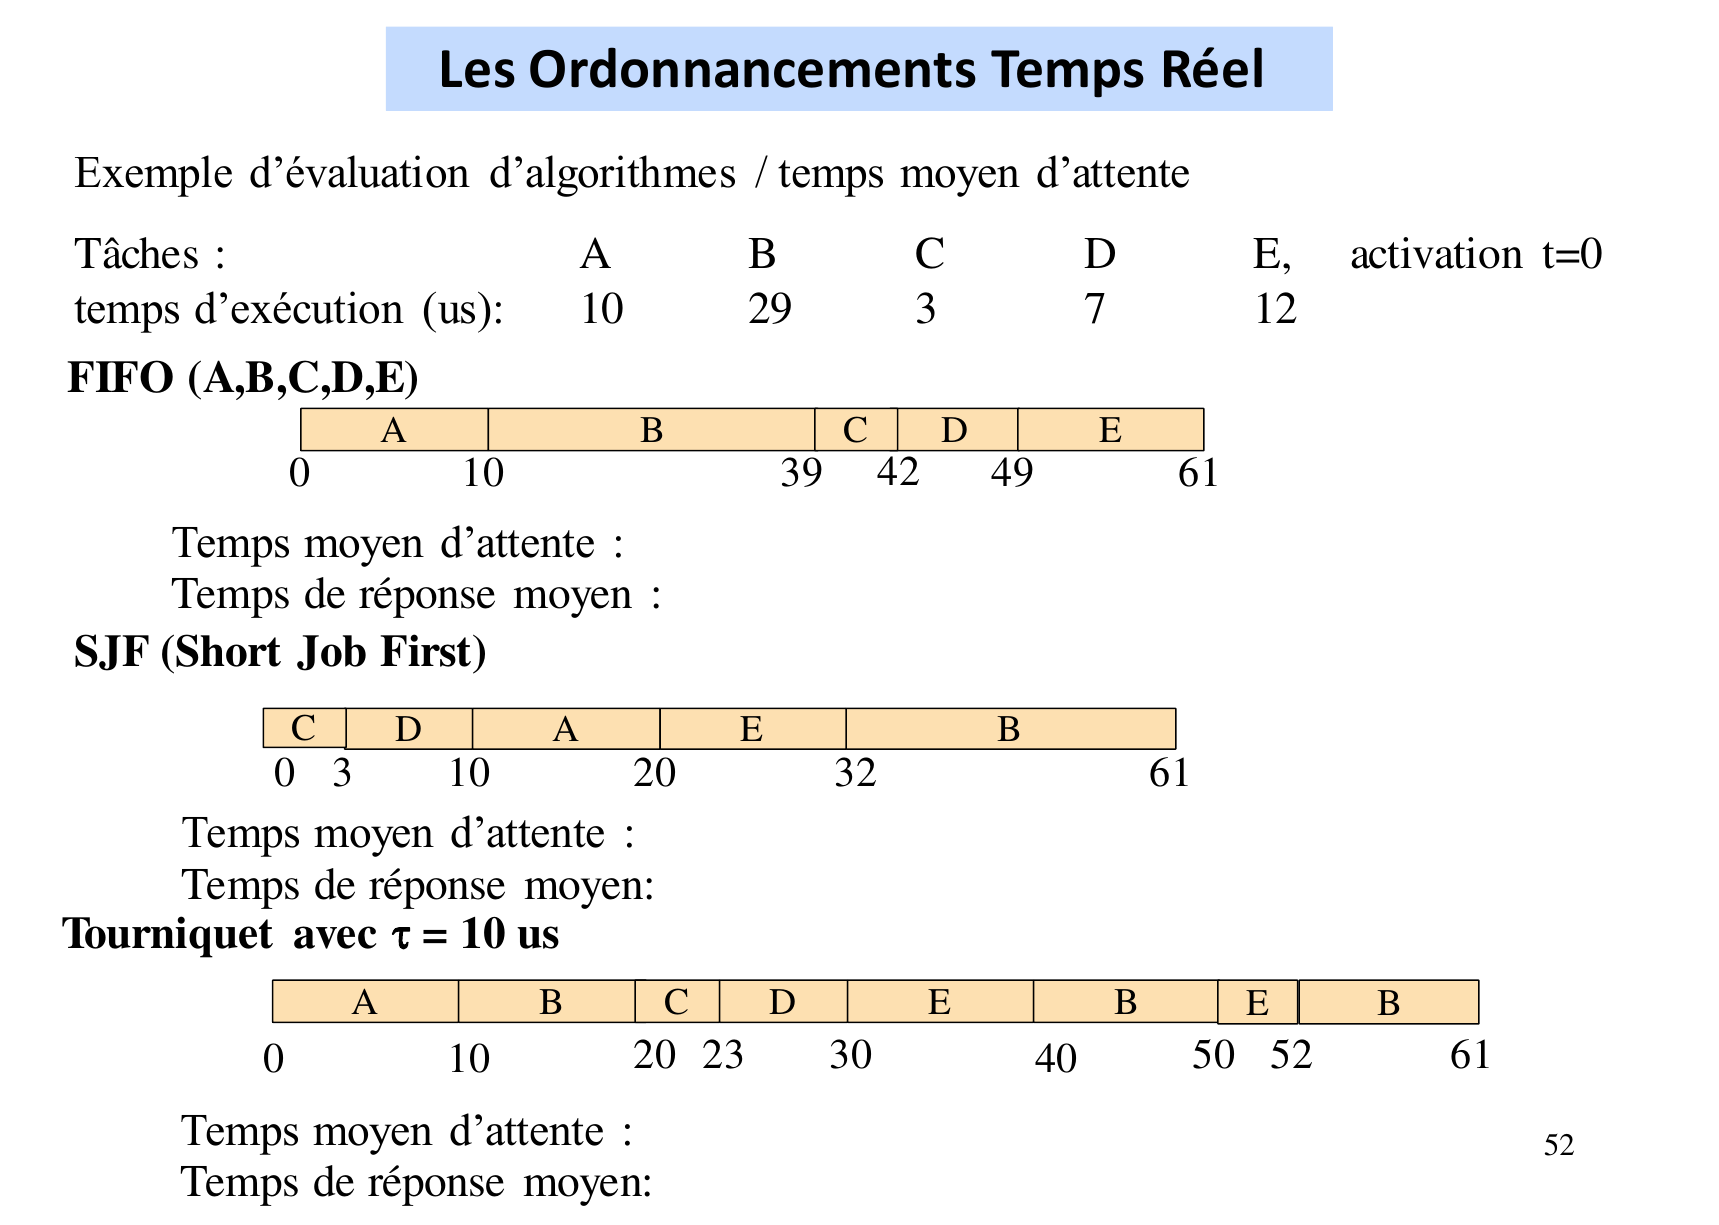 Les Ordonnancements Temps Réel
Exemple d’évaluation d’algorithmes / temps moyen d’attente
Tâches : A B C D E, activation t=0
temps d’exécution (us): 10 29 3 7 12
FIFO (A,B,C,D,E)
A B C D E
0 10 39 42 49 61
Temps moyen d’attente :
Temps de réponse moyen :
SJF (Short Job First)
C D A E B
0 3 10 20 32 61
Temps moyen d’attente :
Temps de réponse moyen:
Tourniquet avec τ = 10 us
A B C D E B E B
0 10 20 23 30 40 50 52 61
Temps moyen d’attente :
52
Temps de réponse moyen: